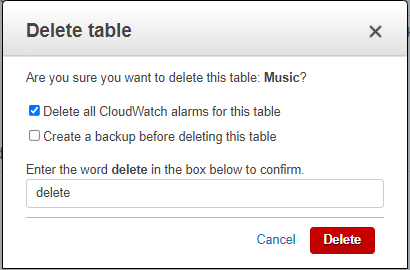 Delete table
Are you sure you want to delete this table: Music?
Delete all CloudWatch alarms for this table
Create a backup before deleting this table
Enter the word delete in the box below to confirm.
delete
Cancel
Delete